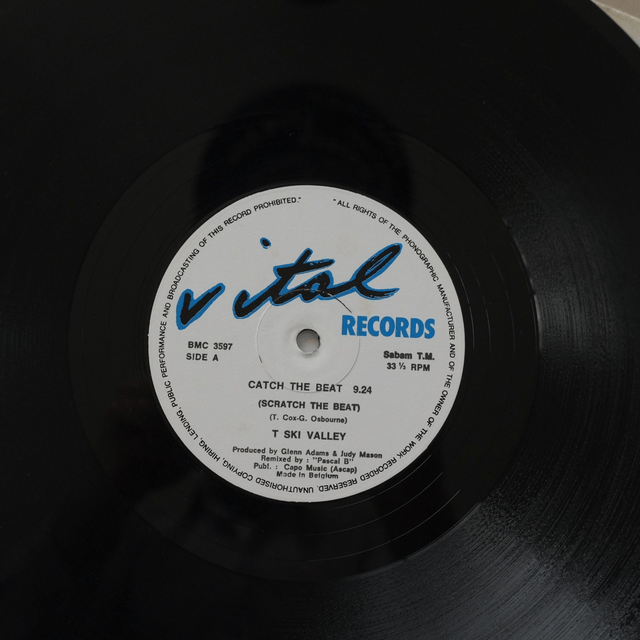 " ALL RIGHTS OF THE PHONOGRAPHIC MANUFACTURER AND OF THE OWNER OF THE WORK RECORDED RESERVED. UNAUTHORISED COPYING, HIRING, LENDING, PUBLIC PERFORMANCE AND BROADCASTING OF THIS RECORD PROHIBITED."
vital
RECORDS
BMC 3597
SIDE A
Sabam T.M.
33 ⅓ RPM
CATCH THE BEAT 9.24
(SCRATCH THE BEAT)
(T. Cox-G. Osbourne)
T SKI VALLEY
Produced by Glenn Adams & Judy Mason
Remixed by : "Pascal B"
Publ. : Capo Music (Ascap)
Made in Belgium